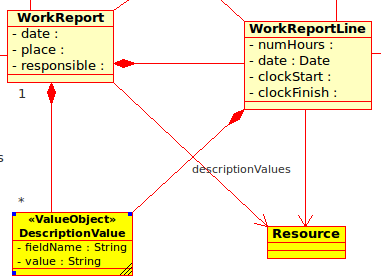 WorkReport
- date :
- place :
- responsible :
WorkReportLine
- numHours :
- date : Date
- clockStart :
- clockFinish :
1
descriptionValues
*
«ValueObject»
DescriptionValue
- fieldName : String
- value : String
Resource